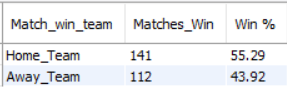 Match_win_team Matches_Win Win %
Home_Team 141 55.29
Away_Team 112 43.92